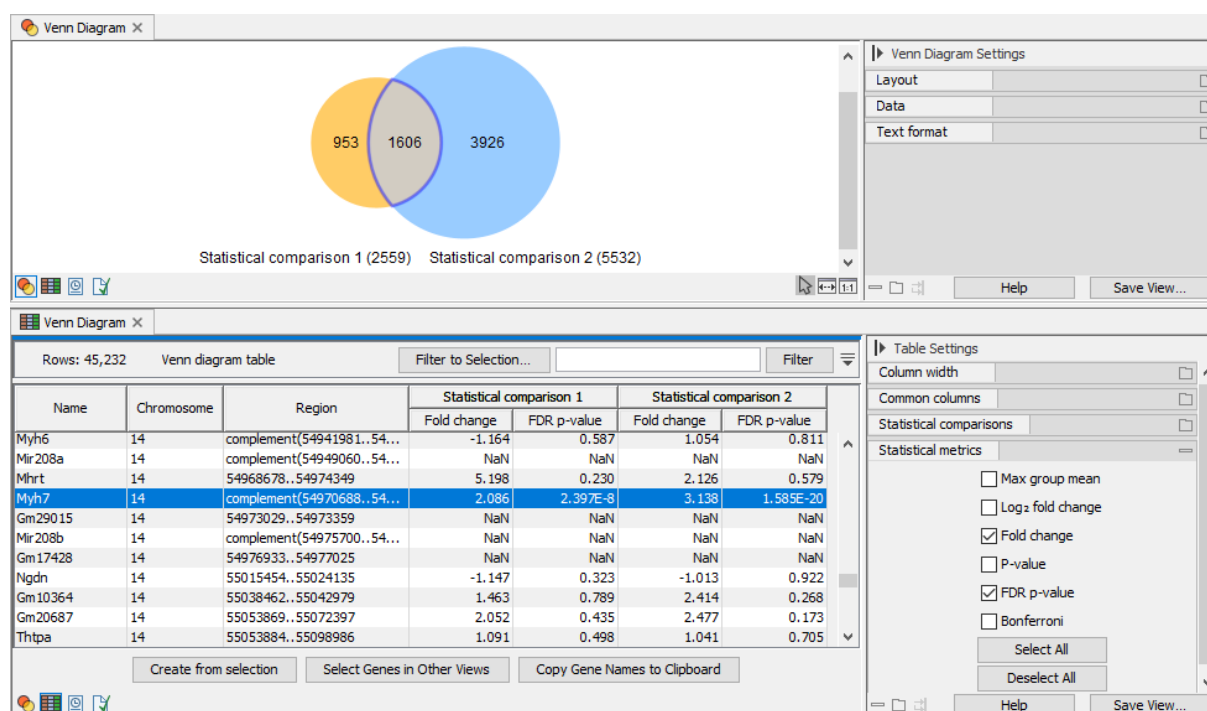 Venn Diagram
Venn Diagram Settings
Layout
Data
Text format
953 1606 3926
Statistical comparison 1 (2559) Statistical comparison 2 (5532)
1:1
Help Save View...
Venn Diagram
Rows: 45,232 Venn diagram table Filter to Selection... Filter
Name Chromosome Region Statistical comparison 1 Statistical comparison 2
Fold change FDR p-value Fold change FDR p-value
Myh6 14 complement(54941981..54... -1.164 0.587 1.054 0.811
Mir208a 14 complement(54949060..54... NaN NaN NaN NaN
Mhrt 14 54968678..54974349 5.198 0.230 2.126 0.579
Myh7 14 complement(54970688..54... 2.086 2.397E-8 3.138 1.585E-20
Gm29015 14 54973029..54973359 NaN NaN NaN NaN
Mir208b 14 complement(54975700..54... NaN NaN NaN NaN
Gm17428 14 54976933..54977025 NaN NaN NaN NaN
Ngdn 14 55015454..55024135 -1.147 0.323 -1.013 0.922
Gm10364 14 55038462..55042979 1.463 0.789 2.414 0.268
Gm20687 14 55053869..55072397 2.052 0.435 2.477 0.173
Thtpa 14 55053884..55098986 1.091 0.498 1.041 0.705
Create from selection Select Genes in Other Views Copy Gene Names to Clipboard
Table Settings
Column width
Common columns
Statistical comparisons
Statistical metrics
Max group mean
Log₂ fold change
Fold change
P-value
FDR p-value
Bonferroni
Select All
Deselect All
Help Save View...